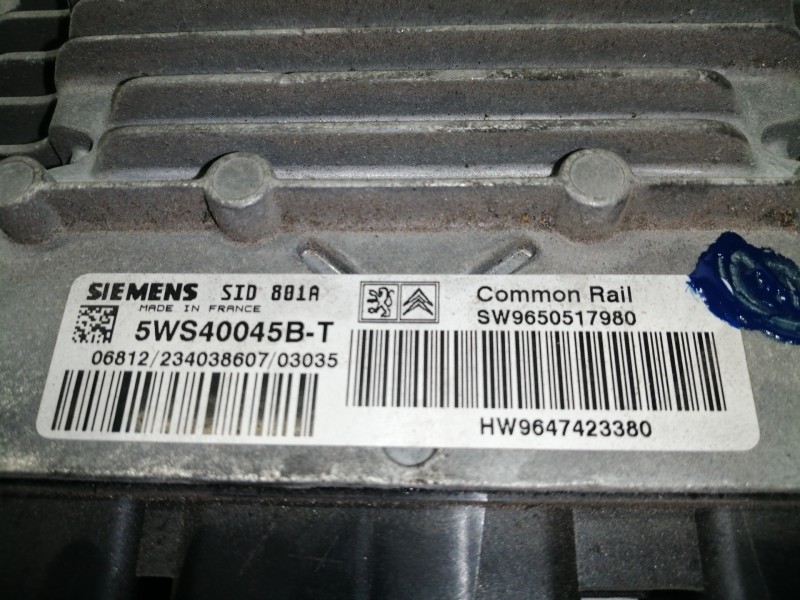 SIEMENS SID 801A
MADE IN FRANCE
5WS40045B-T
06812/234038607/03035
Common Rail
SW9650517980
HW9647423380